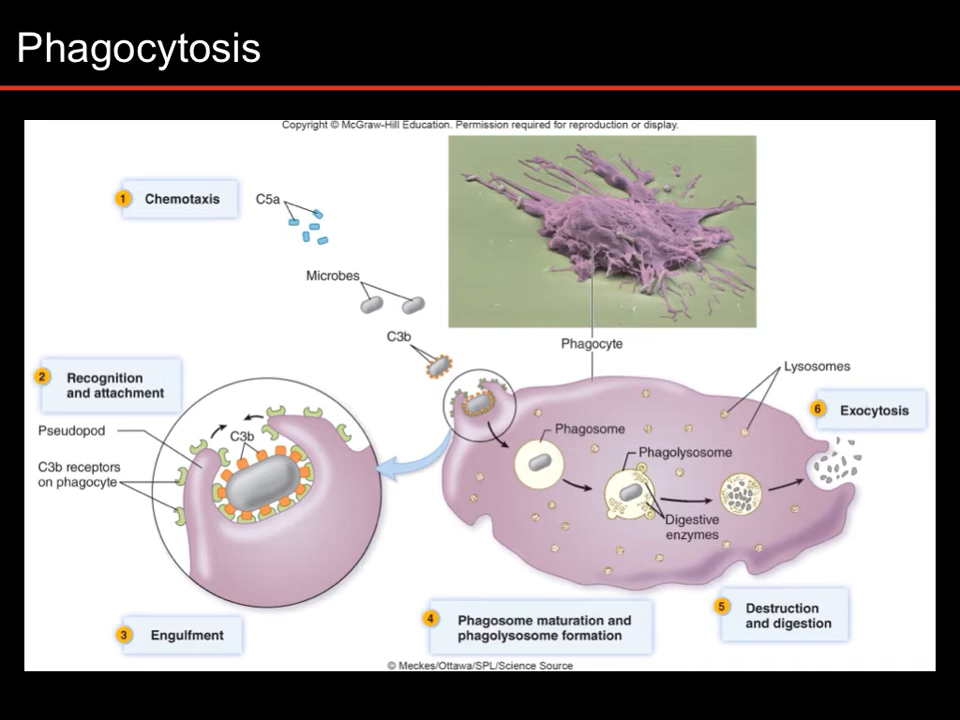 Phagocytosis
Copyright © McGraw-Hill Education. Permission required for reproduction or display.
1 Chemotaxis
C5a
Microbes
C3b
Phagocyte
Lysosomes
2 Recognition
and attachment
Pseudopod
C3b
C3b receptors
on phagocyte
Phagosome
Phagolysosome
Digestive
enzymes
6 Exocytosis
3 Engulfment
4 Phagosome maturation and
phagolysosome formation
5 Destruction
and digestion
© Meckes/Ottawa/SPL/Science Source